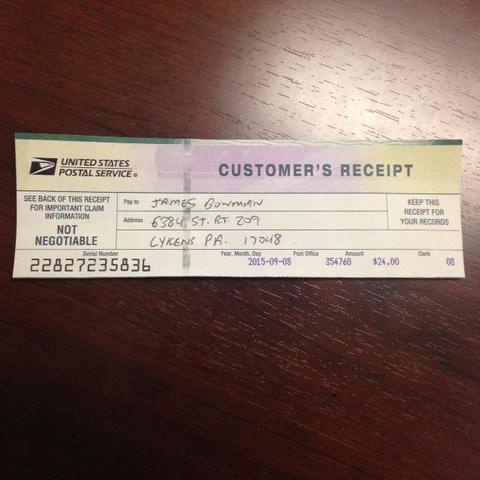 UNITED STATES
POSTAL SERVICE®
CUSTOMER'S RECEIPT
SEE BACK OF THIS RECEIPT
FOR IMPORTANT CLAIM
INFORMATION
NOT
NEGOTIABLE
Pay to JAMES BOWMAN
Address 6384 ST. RT. 209
LYKENS PA. 17048
KEEP THIS
RECEIPT FOR
YOUR RECORDS
Serial Number
22827235836
Year, Month, Day Post Office Amount Clerk
2015-09-08 354760 $24.00 08